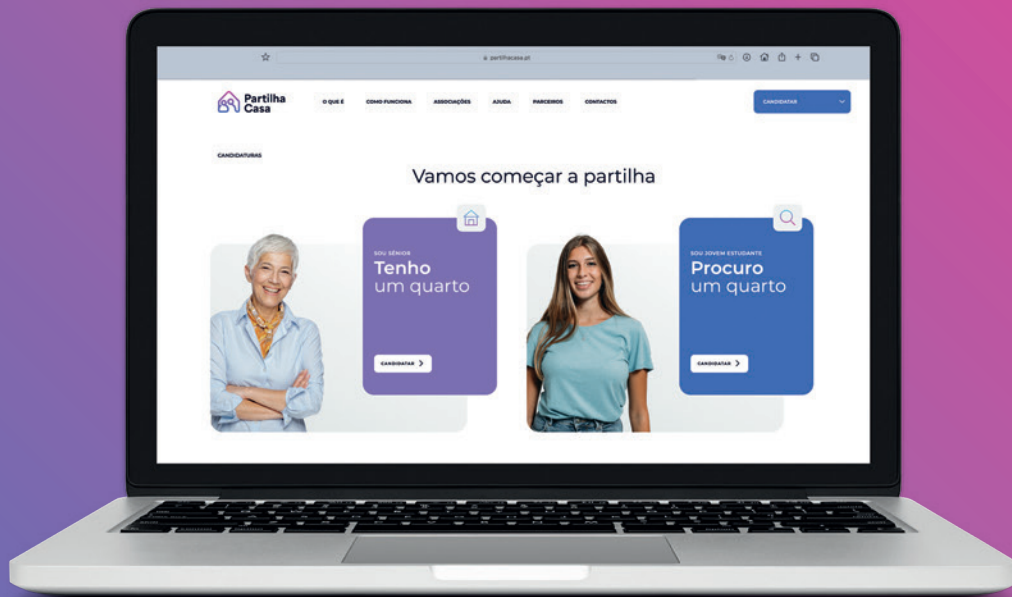 partilhacasa.pt
Partilha
Casa
O QUE É
COMO FUNCIONA
ASSOCIAÇÕES
AJUDA
PARCEIROS
CONTACTOS
CANDIDATAR
CANDIDATURAS
Vamos começar a partilha
SOU SÉNIOR
Tenho
um quarto
CANDIDATAR
SOU JOVEM ESTUDANTE
Procuro
um quarto
CANDIDATAR